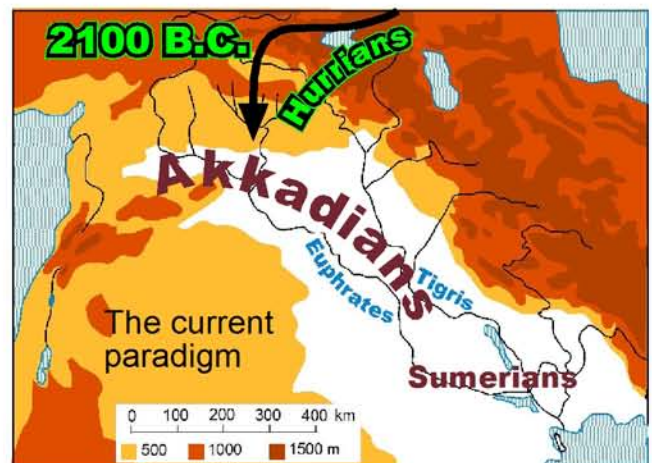 2100 B.C.
Hurrians
Akkadians
Euphrates
Tigris
The current
paradigm
Sumerians
0 100 200 300 400 km
500 1000 1500 m